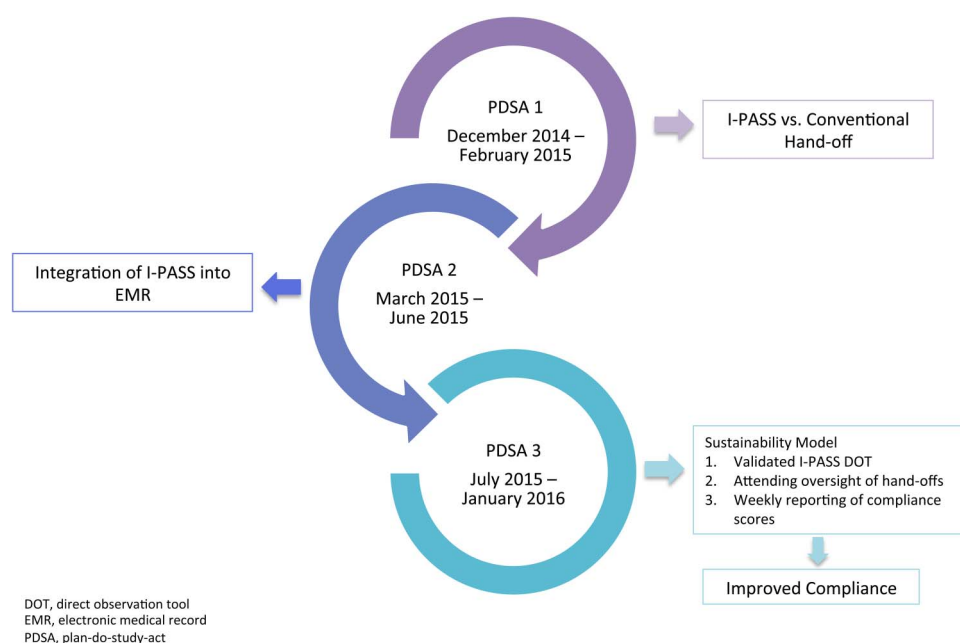 PDSA 1
December 2014 –
February 2015
I-PASS vs. Conventional
Hand-off
Integration of I-PASS into
EMR
PDSA 2
March 2015 –
June 2015
PDSA 3
July 2015 –
January 2016
Sustainability Model
1. Validated I-PASS DOT
2. Attending oversight of hand-offs
3. Weekly reporting of compliance
scores
Improved Compliance
DOT, direct observation tool
EMR, electronic medical record
PDSA, plan-do-study-act